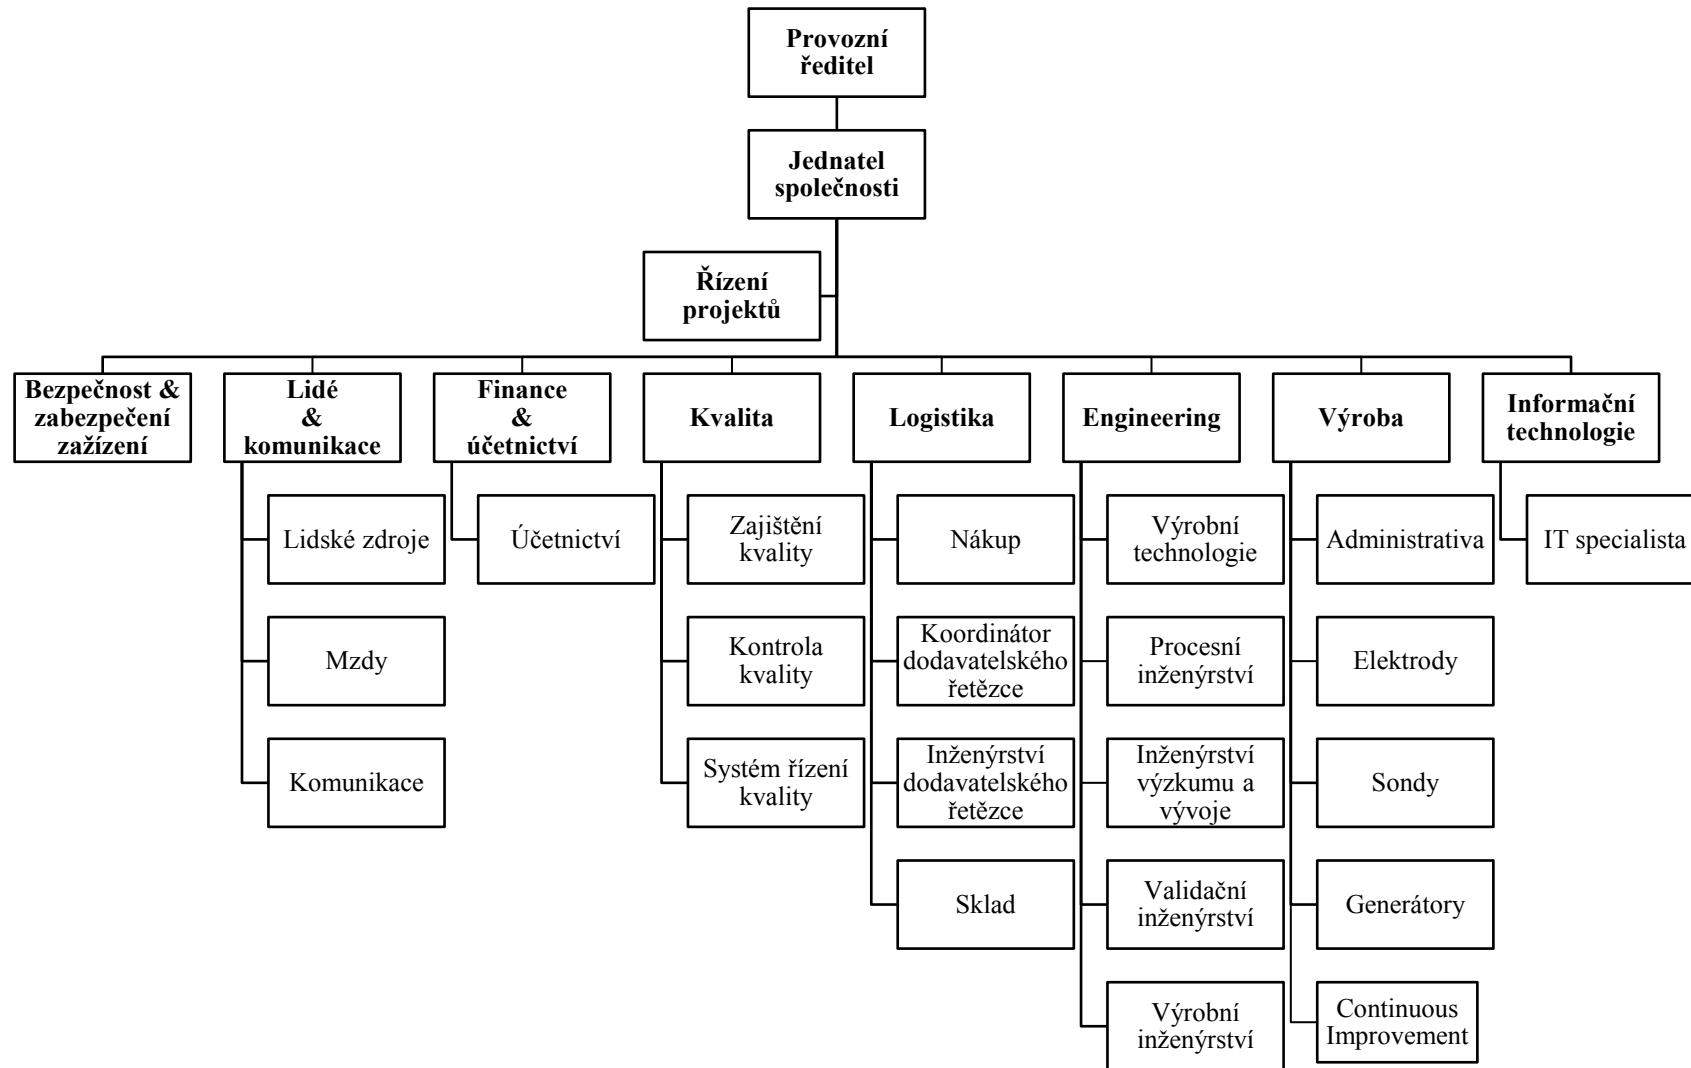 Provozní
ředitel
Jednatel
společnosti
Řízení
projektů
Bezpečnost &
zabezpečení
zažízení
Lidé
&
komunikace
Finance
&
účetnictví
Kvalita
Logistika
Engineering
Výroba
Informační
technologie
Lidské zdroje
Mzdy
Komunikace
Účetnictví
Zajištění
kvality
Kontrola
kvality
Systém řízení
kvality
Nákup
Koordinátor
dodavatelského
řetězce
Inženýrství
dodavatelského
řetězce
Sklad
Výrobní
technologie
Procesní
inženýrství
Inženýrství
výzkumu a
vývoje
Validační
inženýrství
Výrobní
inženýrství
Administrativa
Elektrody
Sondy
Generátory
Continuous
Improvement
IT specialista